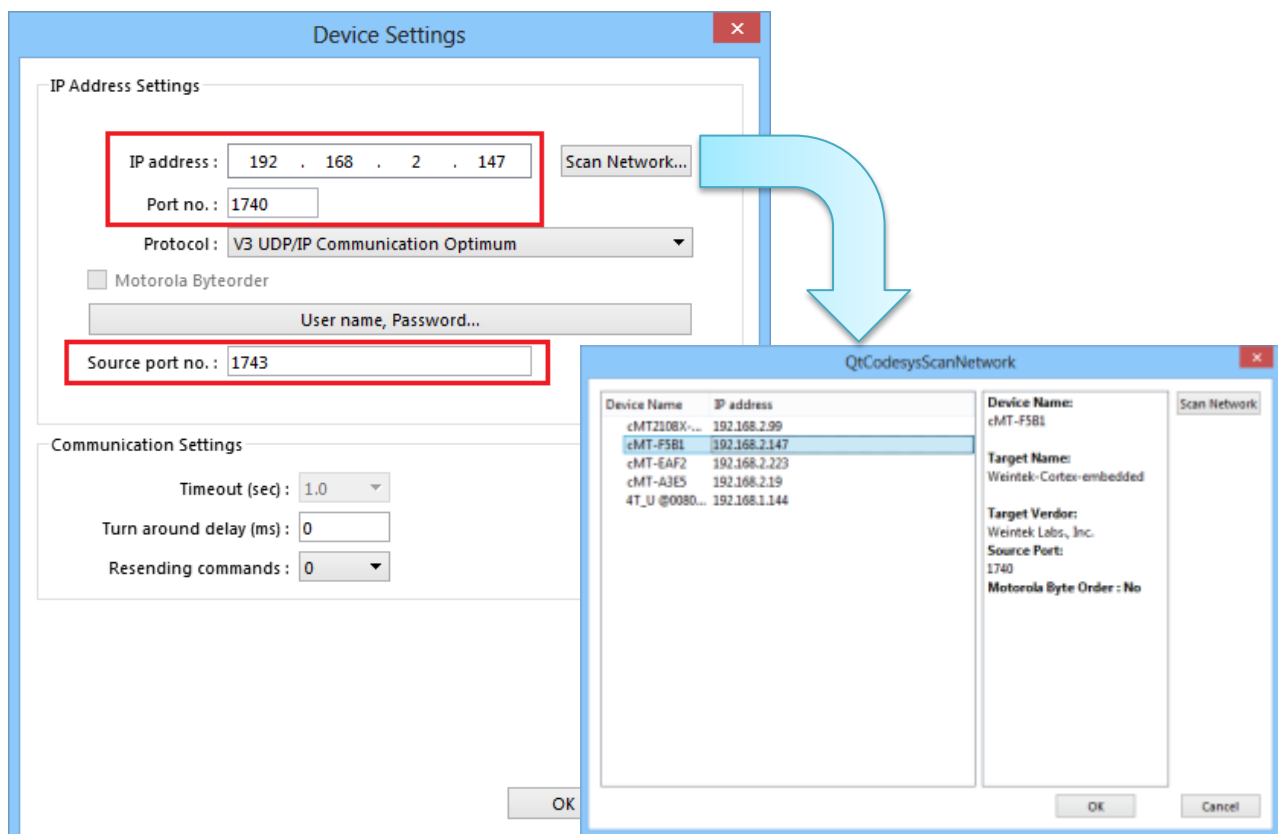 Device Settings
IP Address Settings
IP address : 192 . 168 . 2 . 147 Scan Network...
Port no. : 1740
Protocol : V3 UDP/IP Communication Optimum
Motorola Byteorder
User name, Password...
Source port no. : 1743
Communication Settings
Timeout (sec) : 1.0
Turn around delay (ms) : 0
Resending commands : 0
OK
QtCodesysScanNetwork
Device Name IP address
cMT2108X-... 192.168.2.99
cMT-F5B1 192.168.2.147
cMT-EAF2 192.168.2.223
cMT-A3E5 192.168.2.19
4T_U @0080... 192.168.1.144
Device Name:
cMT-F5B1
Target Name:
Weintek-Cortex-embedded
Target Verdor:
Weintek Labs., Inc.
Source Port:
1740
Motorola Byte Order : No
Scan Network
OK Cancel